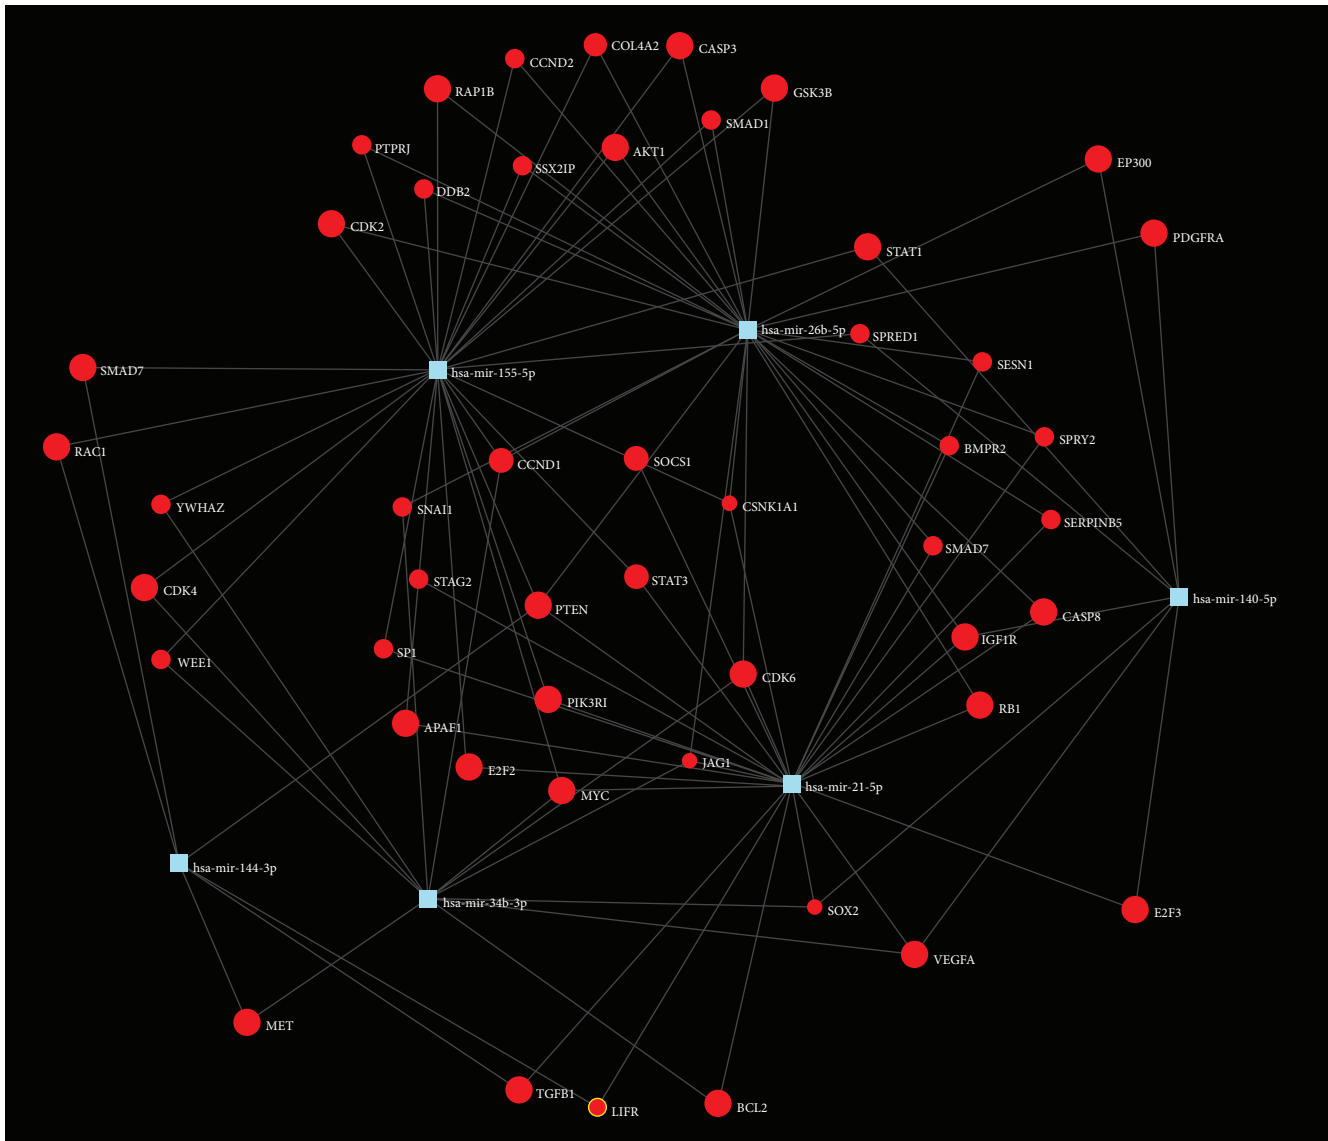 COL4A2
CASP3
CCND2
RAP1B
GSK3B
SMAD1
PTPRJ
AKT1
SSX2IP
EP300
DDB2
CDK2
PDGFRA
STAT1
hsa-mir-26b-5p
SPRED1
SESN1
SMAD7
hsa-mir-155-5p
SPRY2
RAC1
BMPR2
SOCS1
CCND1
YWHAZ
SNAI1
CSNK1A1
SERPINB5
SMAD7
STAG2
STAT3
CDK4
PTEN
hsa-mir-140-5p
CASP8
IGF1R
SP1
WEE1
CDK6
PIK3RI
RB1
APAF1
JAG1
E2F2
hsa-mir-21-5p
MYC
hsa-mir-144-3p
hsa-mir-34b-3p
SOX2
E2F3
VEGFA
MET
TGFB1
LIFR
BCL2